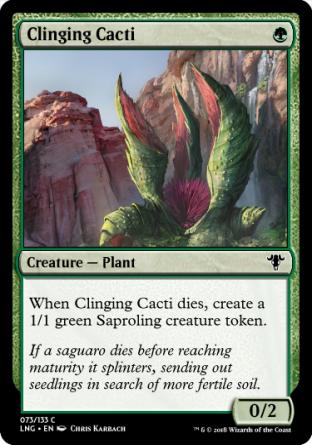 Clinging Cacti
Creature — Plant
When Clinging Cacti dies, create a
1/1 green Saproling creature token.
If a saguaro dies before reaching
maturity it splinters, sending out
seedlings in search of more fertile soil.
0/2
073/133 C
LNG • EN Chris Karbach
™ & © 2018 Wizards of the Coast